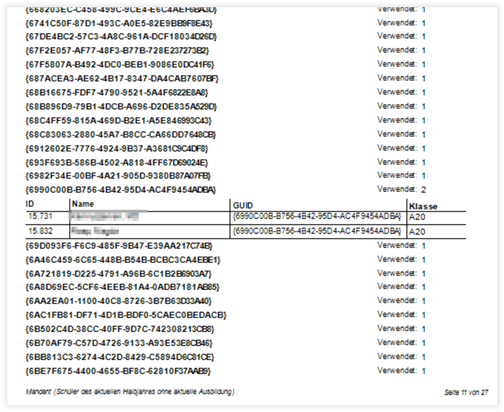 {668203EC-C458-499C-9CE4-E6C4AEF6BA3D} Verwendet: 1
{6741C50F-87D1-493C-A0E5-82E9BB9F8E43} Verwendet: 1
{67DE4BC2-57C3-4A8C-961A-DCF18034D26D} Verwendet: 1
{67F2E057-AF77-48F3-B77B-728E237273B2} Verwendet: 1
{67F5807A-B492-4DC0-BEB1-9086E0DC41F6} Verwendet: 1
{687ACEA3-AE62-4B17-8347-DA4CAB7607BF} Verwendet: 1
{68B16675-FDF7-4790-9521-5A4F6822E8A8} Verwendet: 1
{68B896D9-79B1-4DCB-A696-D2DE835A529D} Verwendet: 1
{68C4FF59-815A-469D-B2E1-A5E846993C43} Verwendet: 1
{68C83063-2880-45A7-B8CC-CA66DD7648CB} Verwendet: 1
{6912602E-7776-4924-9B37-A3681C9C4DF8} Verwendet: 1
{693F693B-586B-4502-A818-4FF67D69024E} Verwendet: 1
{6982F34E-00BF-4A21-905D-9380B87A07FB} Verwendet: 1
{6990C00B-B756-4B42-95D4-AC4F9454ADBA} Verwendet: 2
ID Name GUID Klasse
15.731 {6990C00B-B756-4B42-95D4-AC4F9454ADBA} A20
15.832 {6990C00B-B756-4B42-95D4-AC4F9454ADBA} A20
{69D093F6-F6C9-485F-9B47-E39AA217C74B} Verwendet: 1
{6A46C459-6C65-448B-B54B-BCBC3CA4EBE1} Verwendet: 1
{6A721819-D225-4791-A96B-6C1B2B6903A7} Verwendet: 1
{6A8D69EC-5CF6-4EEB-81A4-0ADB7181AB85} Verwendet: 1
{6AA2EA01-1100-40C8-8726-3B7B63D33A40} Verwendet: 1
{6AC1FB81-DF71-4D1B-BDF0-5CAEC0BEDACB} Verwendet: 1
{6B502C4D-38CC-40FF-9D7C-742308213CB8} Verwendet: 1
{6B70AF79-C57D-4726-9133-A93E53E8CB46} Verwendet: 1
{6BB813C3-6274-4C2D-8429-C5894D6C81CE} Verwendet: 1
{6BE7F675-4400-4655-BF8C-62810F37AAB9} Verwendet: 1
Mandant (Schüler des aktuellen Halbjahres ohne aktuelle Ausbildung) Seite 11 von 27